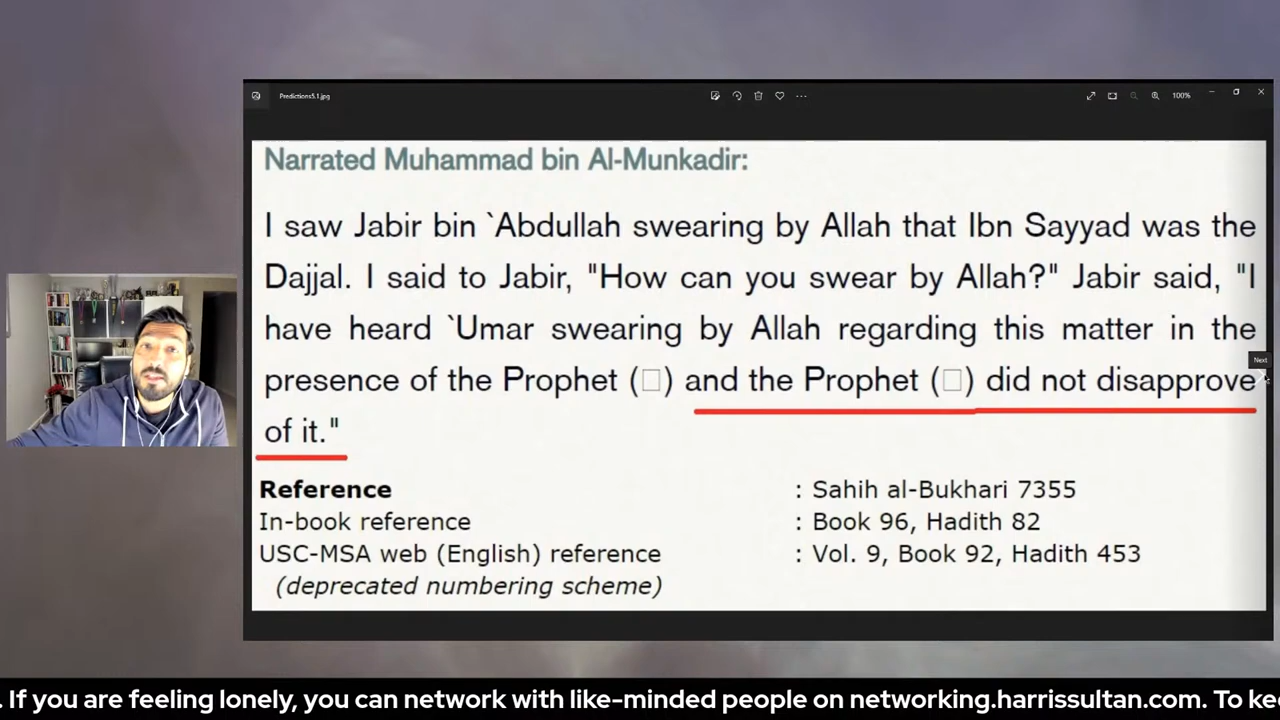 Predictions5.1.jpg
100%
Narrated Muhammad bin Al-Munkadir:
I saw Jabir bin `Abdullah swearing by Allah that Ibn Sayyad was the
Dajjal. I said to Jabir, "How can you swear by Allah?" Jabir said, "I
have heard `Umar swearing by Allah regarding this matter in the
presence of the Prophet (□) and the Prophet (□) did not disapprove
of it."
Next
Reference : Sahih al-Bukhari 7355
In-book reference : Book 96, Hadith 82
USC-MSA web (English) reference : Vol. 9, Book 92, Hadith 453
(deprecated numbering scheme)
. If you are feeling lonely, you can network with like-minded people on networking.harrissultan.com. To kee